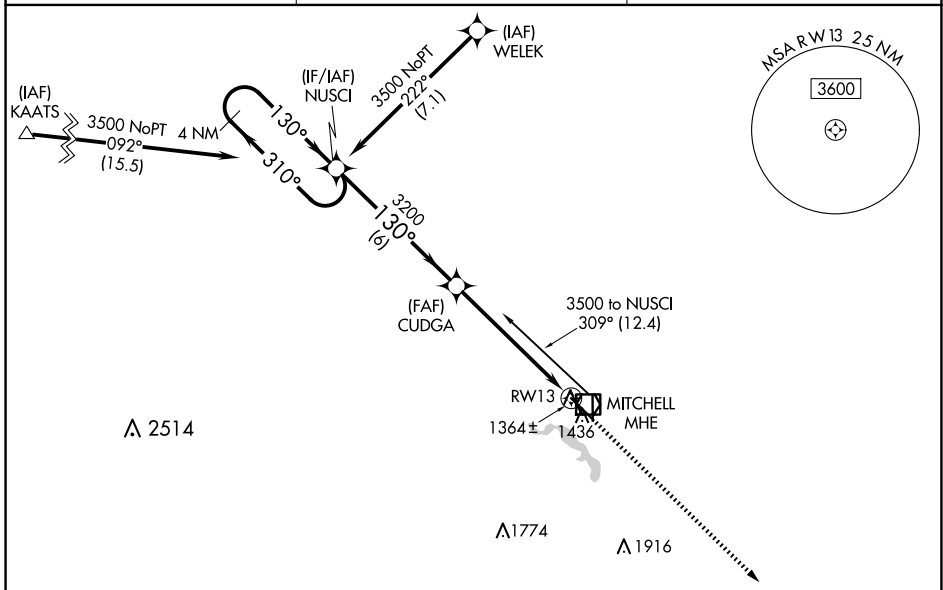 (IAF)
WELEK
3500 NoPT
222°
(7.1)
(IF/IAF)
NUSCI
(IAF)
KAATS
3500 NoPT
092°
(15.5)
4 NM
130°
310°
3200
130°
(6)
(FAF)
CUDGA
3500 to NUSCI
309° (12.4)
RW13
MITCHELL
MHE
1364±
1436
2514
1774
1916
MSA RW13 25 NM
3600